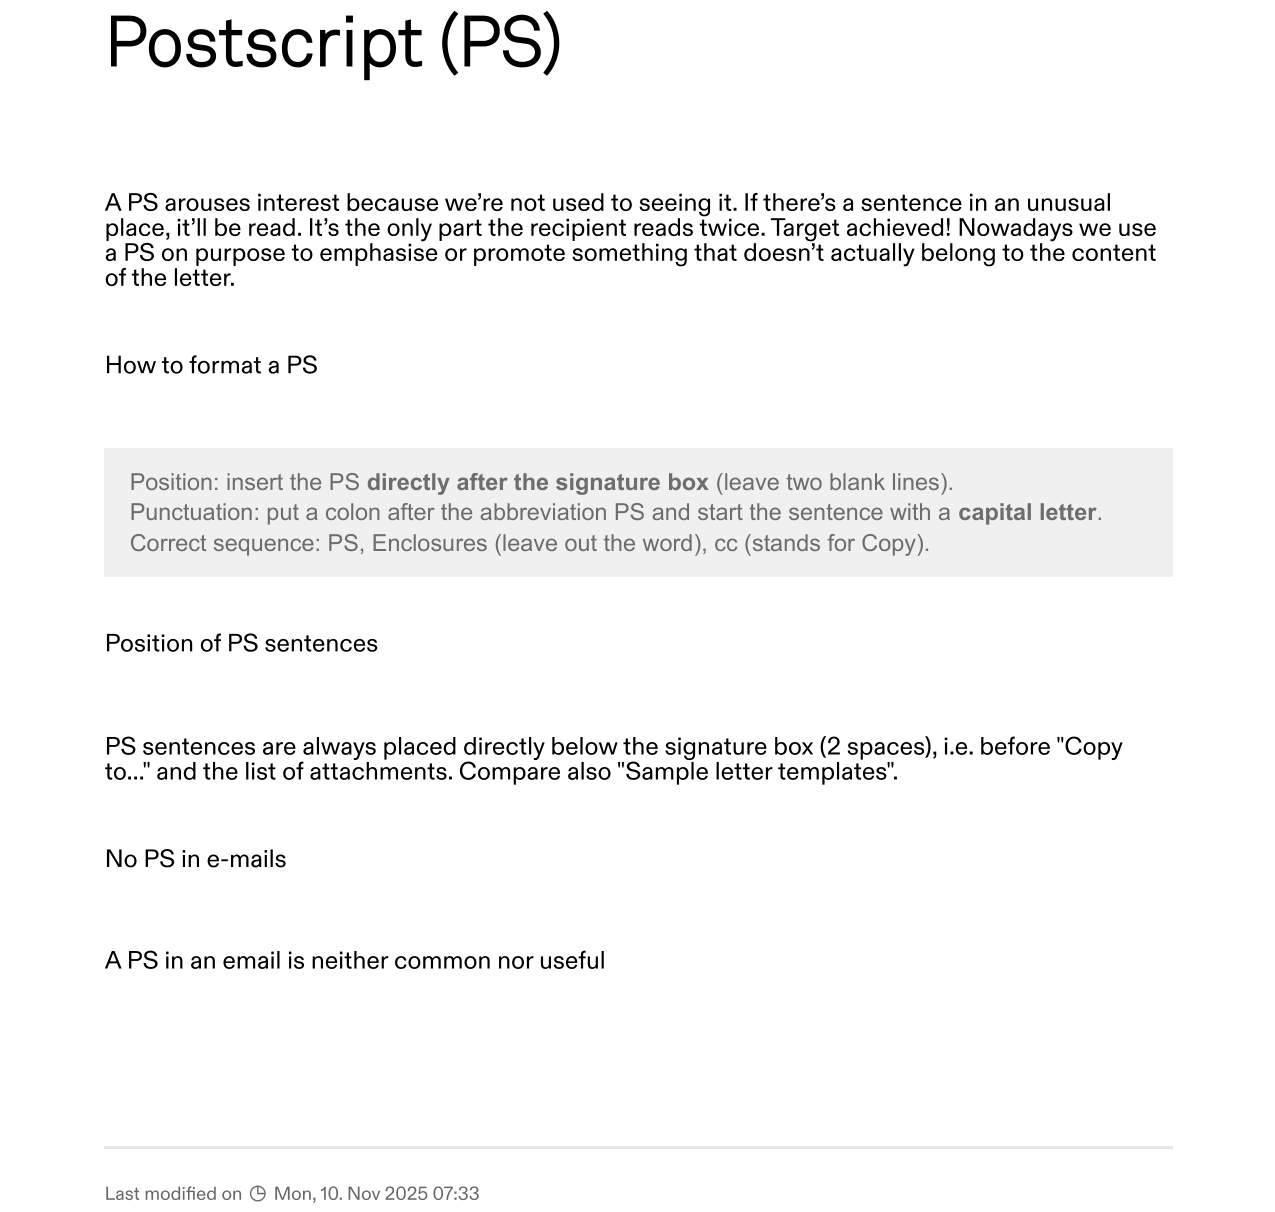 Postscript (PS)
A PS arouses interest because we’re not used to seeing it. If there’s a sentence in an unusual
place, it’ll be read. It’s the only part the recipient reads twice. Target achieved! Nowadays we use
a PS on purpose to emphasise or promote something that doesn’t actually belong to the content
of the letter.
How to format a PS
Position: insert the PS directly after the signature box (leave two blank lines).
Punctuation: put a colon after the abbreviation PS and start the sentence with a capital letter.
Correct sequence: PS, Enclosures (leave out the word), cc (stands for Copy).
Position of PS sentences
PS sentences are always placed directly below the signature box (2 spaces), i.e. before "Copy
to..." and the list of attachments. Compare also "Sample letter templates".
No PS in e-mails
A PS in an email is neither common nor useful
Last modified on Mon, 10. Nov 2025 07:33